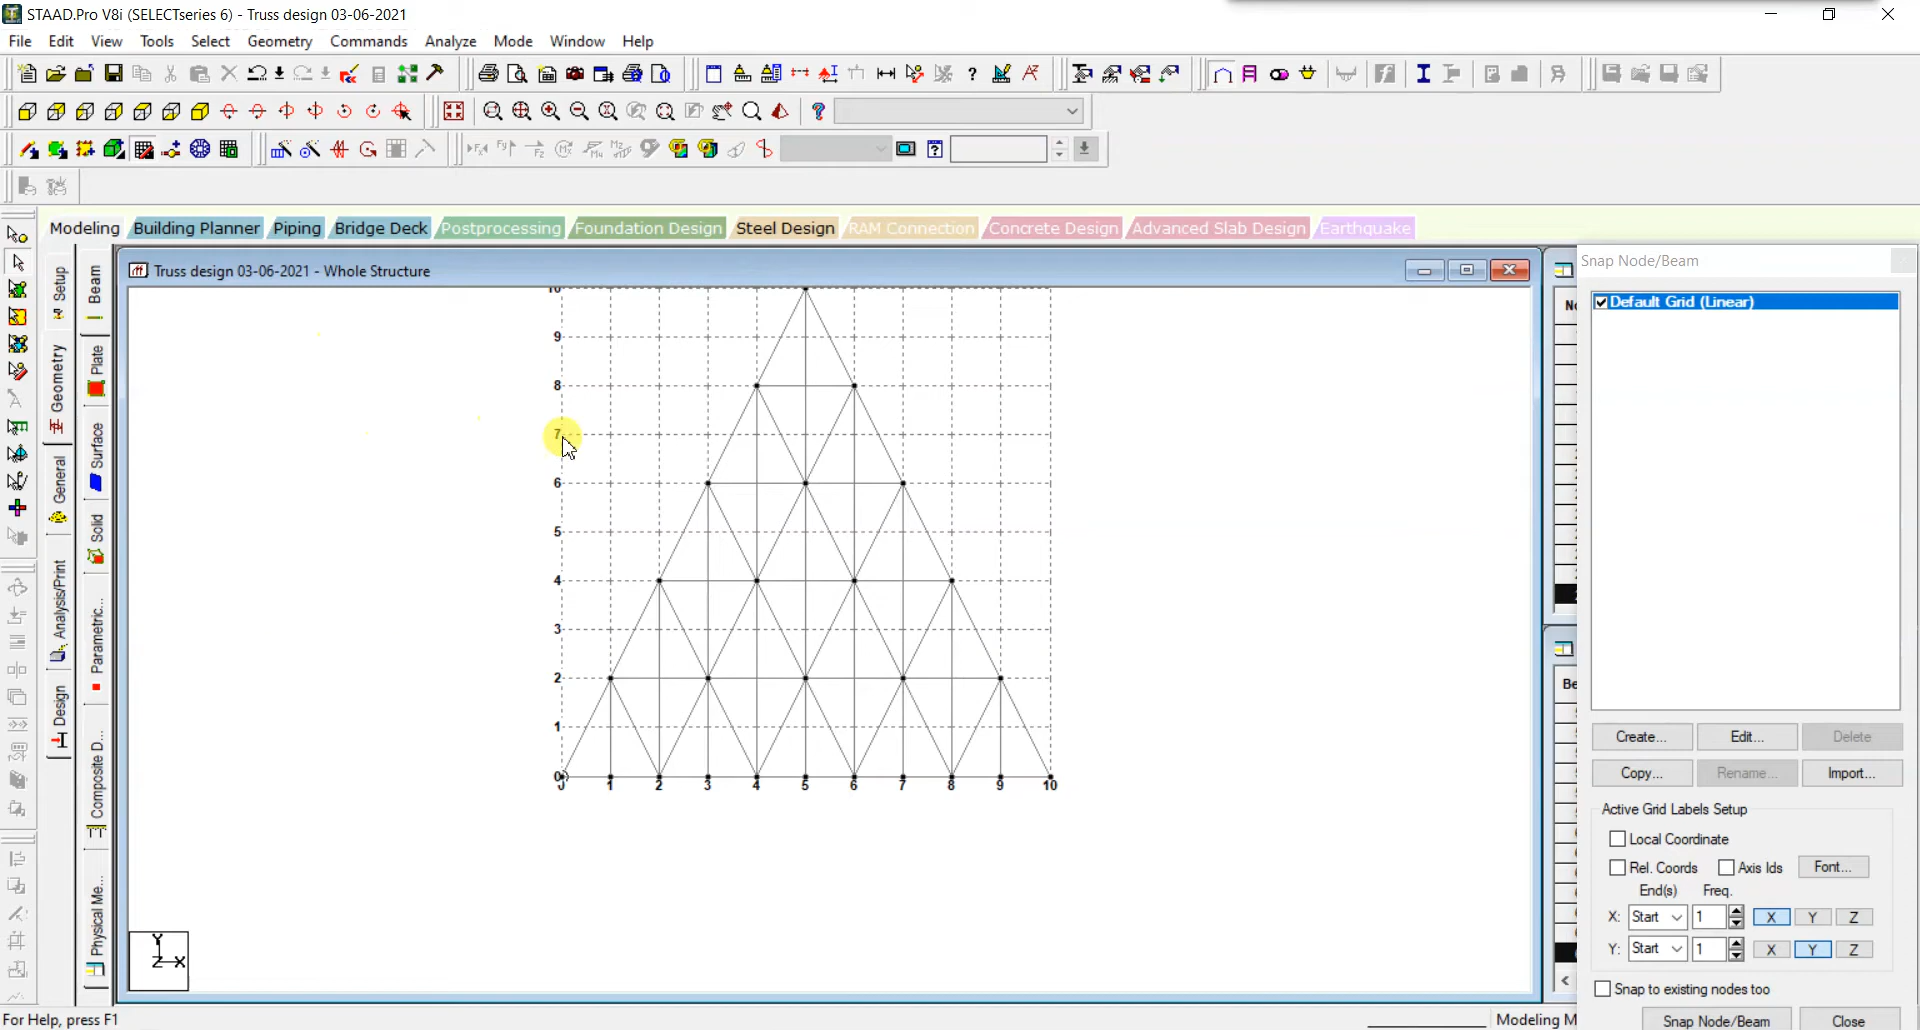 STAAD.Pro V8i (SELECTseries 6) - Truss design 03-06-2021
File Edit View Tools Select Geometry Commands Analyze Mode Window Help
Modeling Building Planner Piping Bridge Deck Postprocessing Foundation Design Steel Design RAM Connection Concrete Design Advanced Slab Design Earthquake
Setup
Geometry
General
Analysis/Print
Design
Beam
Plate
Surface
Solid
Parametric...
Composite D...
Physical Me...
Truss design 03-06-2021 - Whole Structure
10
9
8
7
6
5
4
3
2
1
0
1 2 3 4 5 6 7 8 9 10
Y
Z X
Be
Snap Node/Beam
Default Grid (Linear)
Create... Edit... Delete
Copy... Rename... Import...
Active Grid Labels Setup
Local Coordinate
Rel. Coords Axis Ids Font...
End(s) Freq.
X: Start 1 X Y Z
Y: Start 1 X Y Z
Snap to existing nodes too
Snap Node/Beam Close
For Help, press F1
Modeling M